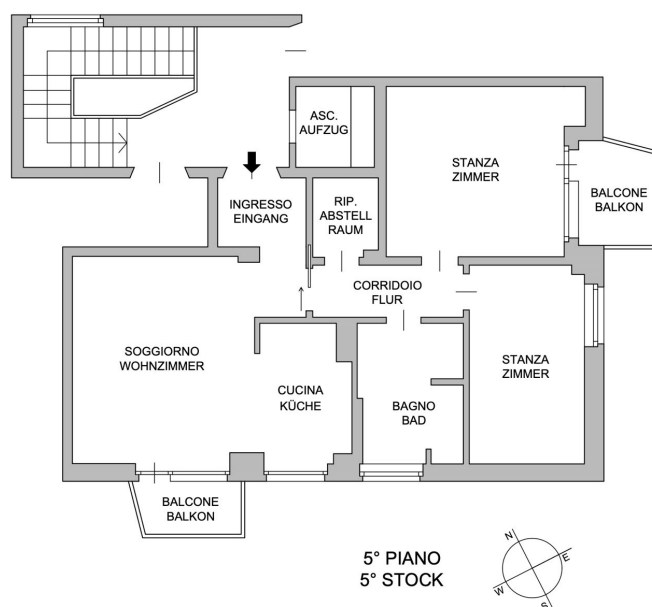 ASC.
AUFZUG
STANZA
ZIMMER
BALCONE
BALKON
INGRESSO
EINGANG
RIP.
ABSTELL
RAUM
CORRIDOIO
FLUR
SOGGIORNO
WOHNZIMMER
STANZA
ZIMMER
CUCINA
KÜCHE
BAGNO
BAD
BALCONE
BALKON
5° PIANO
5° STOCK
N
E
W
S